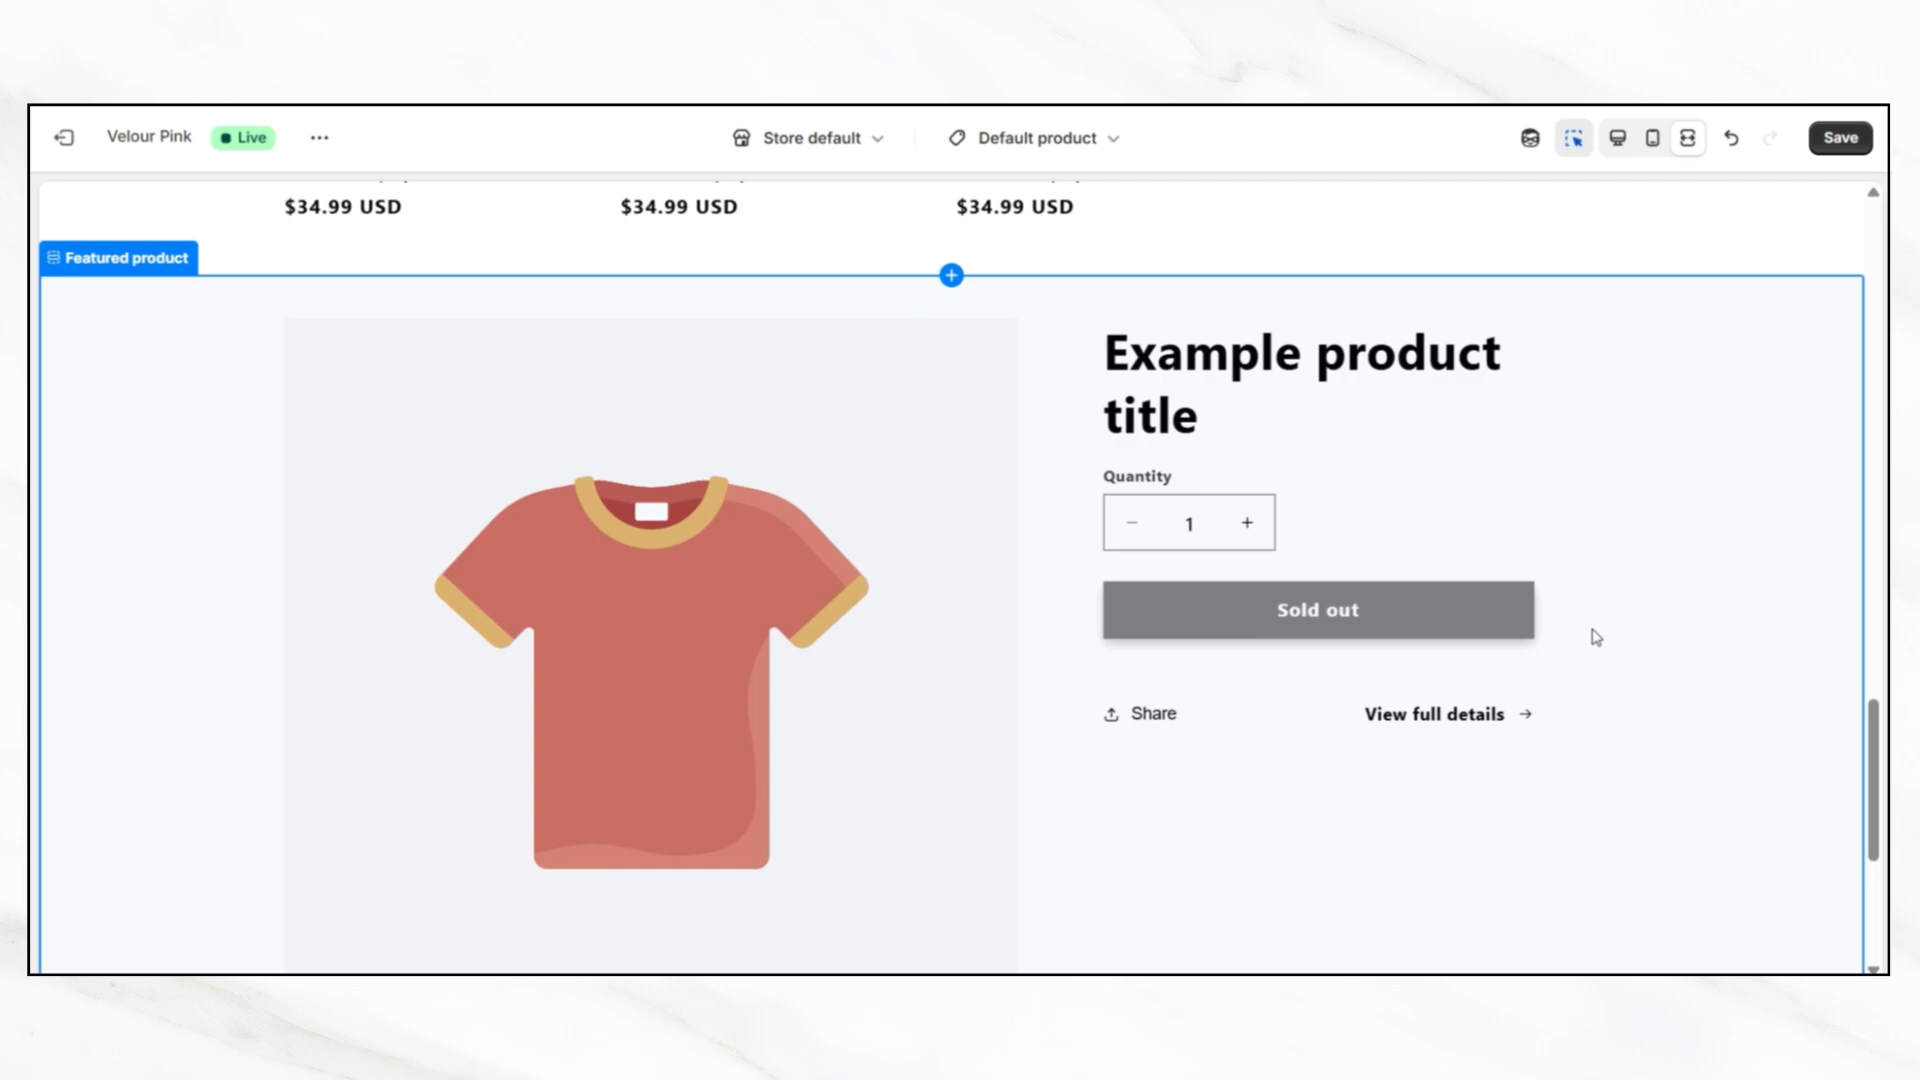 Velour Pink
Live
Store default
Default product
Save
$34.99 USD
$34.99 USD
$34.99 USD
Featured product
Example product
title
Quantity
1
Sold out
Share
View full details